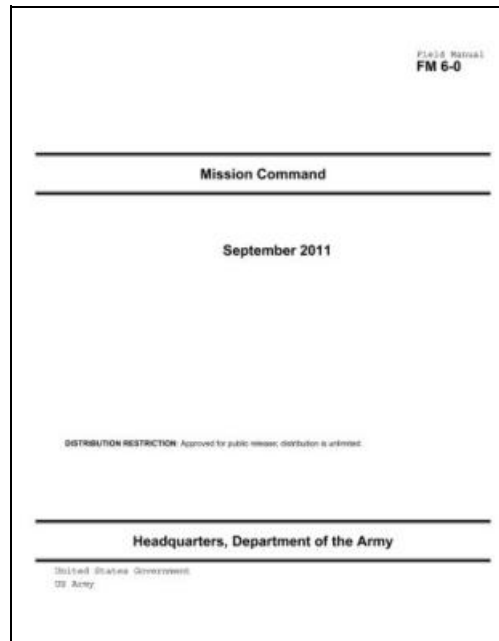 Field Manual
FM 6-0
Mission Command
September 2011
DISTRIBUTION RESTRICTION: Approved for public release; distribution is unlimited.
Headquarters, Department of the Army
United States Government
US Army